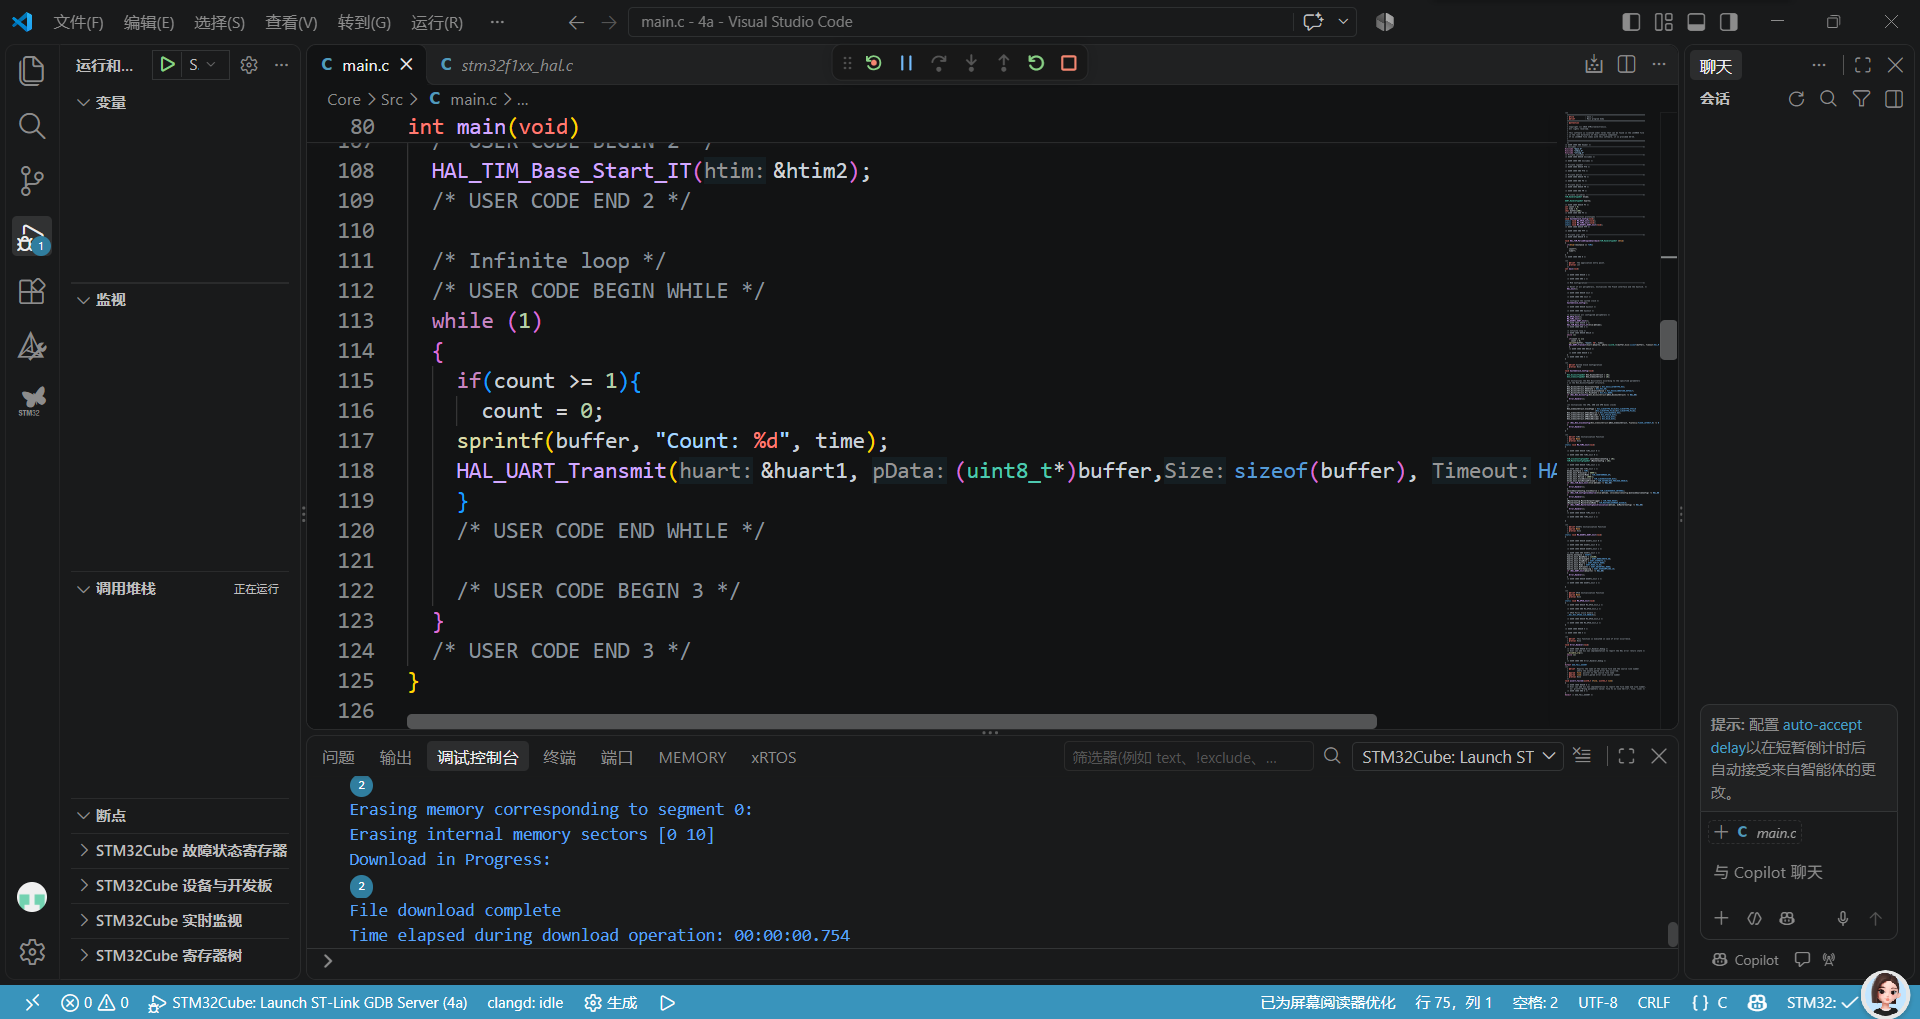 文件(F) 编辑(E) 选择(S) 查看(V) 转到(G) 运行(R) ··· main.c - 4a - Visual Studio Code
运行和... S.
变量
监视
调用堆栈 正在运行
断点
STM32Cube 故障状态寄存器
STM32Cube 设备与开发板
STM32Cube 实时监视
STM32Cube 寄存器树
1
STM32
C main.c C stm32f1xx_hal.c
Core > Src > C main.c > ...
80 int main(void)
107 /* USER CODE BEGIN 2 */
108 HAL_TIM_Base_Start_IT(htim: &htim2);
109 /* USER CODE END 2 */
110
111 /* Infinite loop */
112 /* USER CODE BEGIN WHILE */
113 while (1)
114 {
115 if(count >= 1){
116 count = 0;
117 sprintf(buffer, "Count: %d", time);
118 HAL_UART_Transmit(huart: &huart1, pData: (uint8_t*)buffer,Size: sizeof(buffer), Timeout: HA
119 }
120 /* USER CODE END WHILE */
121
122 /* USER CODE BEGIN 3 */
123 }
124 /* USER CODE END 3 */
125 }
126
问题 输出 调试控制台 终端 端口 MEMORY xRTOS 筛选器(例如 text、!exclude、... STM32Cube: Launch ST
2
Erasing memory corresponding to segment 0:
Erasing internal memory sectors [0 10]
Download in Progress:
2
File download complete
Time elapsed during download operation: 00:00:00.754
>
聊天
会话
提示: 配置 auto-accept
delay以在短暂倒计时后
自动接受来自智能体的更
改。
+ C main.c
与 Copilot 聊天
Copilot
0 0 STM32Cube: Launch ST-Link GDB Server (4a) clangd: idle 生成 已为屏幕阅读器优化 行 75，列 1 空格: 2 UTF-8 CRLF { } C STM32: